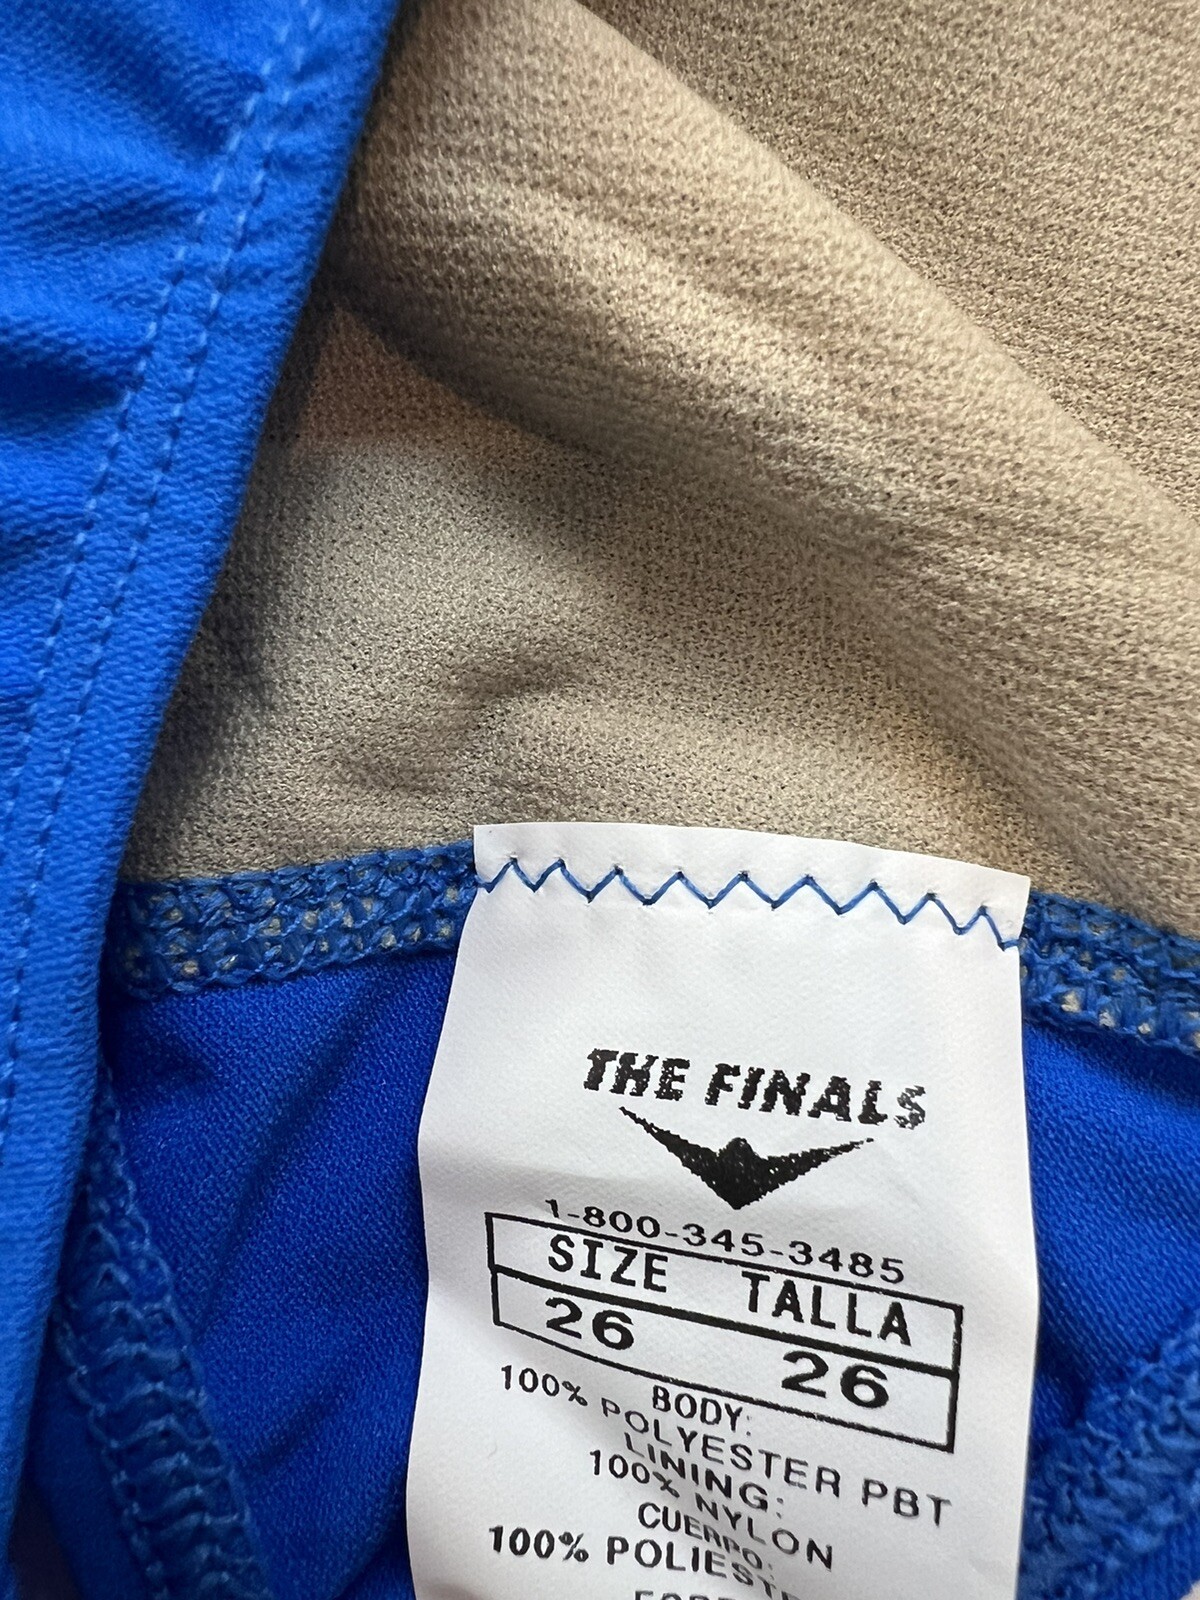 THE FINALS
1-800-345-3485
SIZE TALLA
26 26
BODY:
100% POLYESTER PBT
LINING:
100% NYLON
CUERPO:
100%